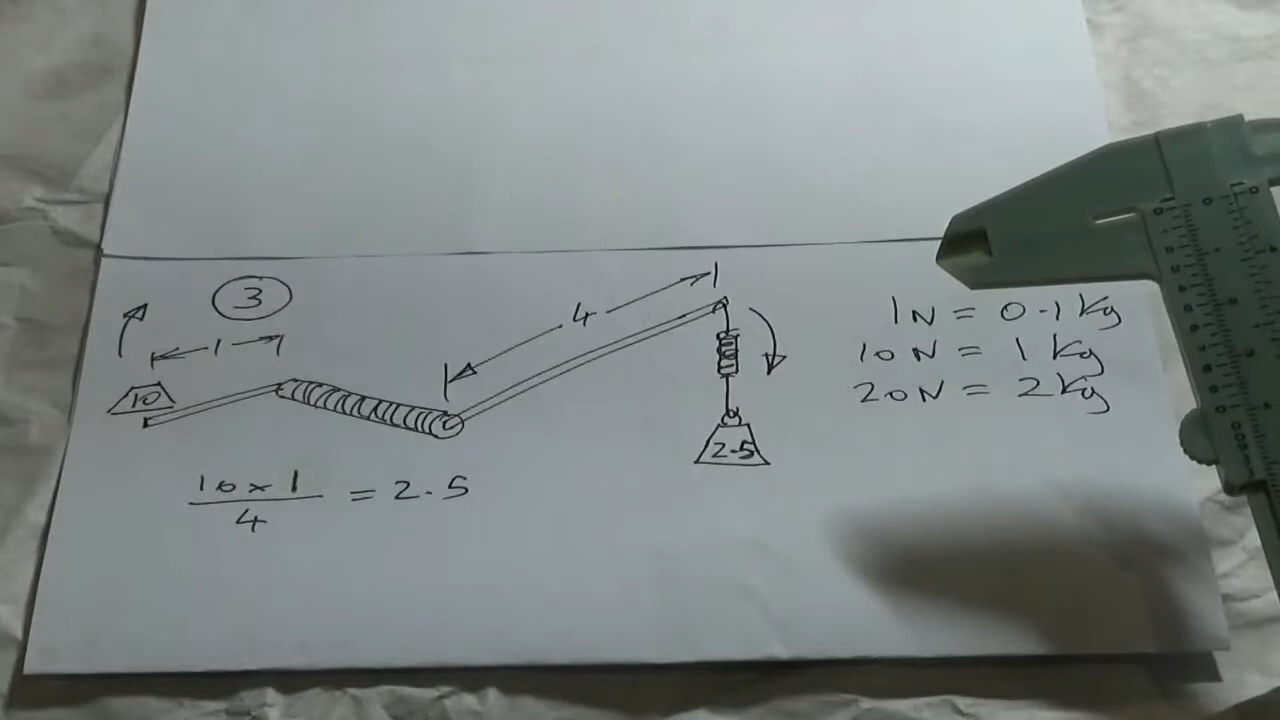 3
1
4
10
2.5
10 x 1
4
= 2.5
1N = 0.1 Kg
10N = 1 Kg
20N = 2 Kg